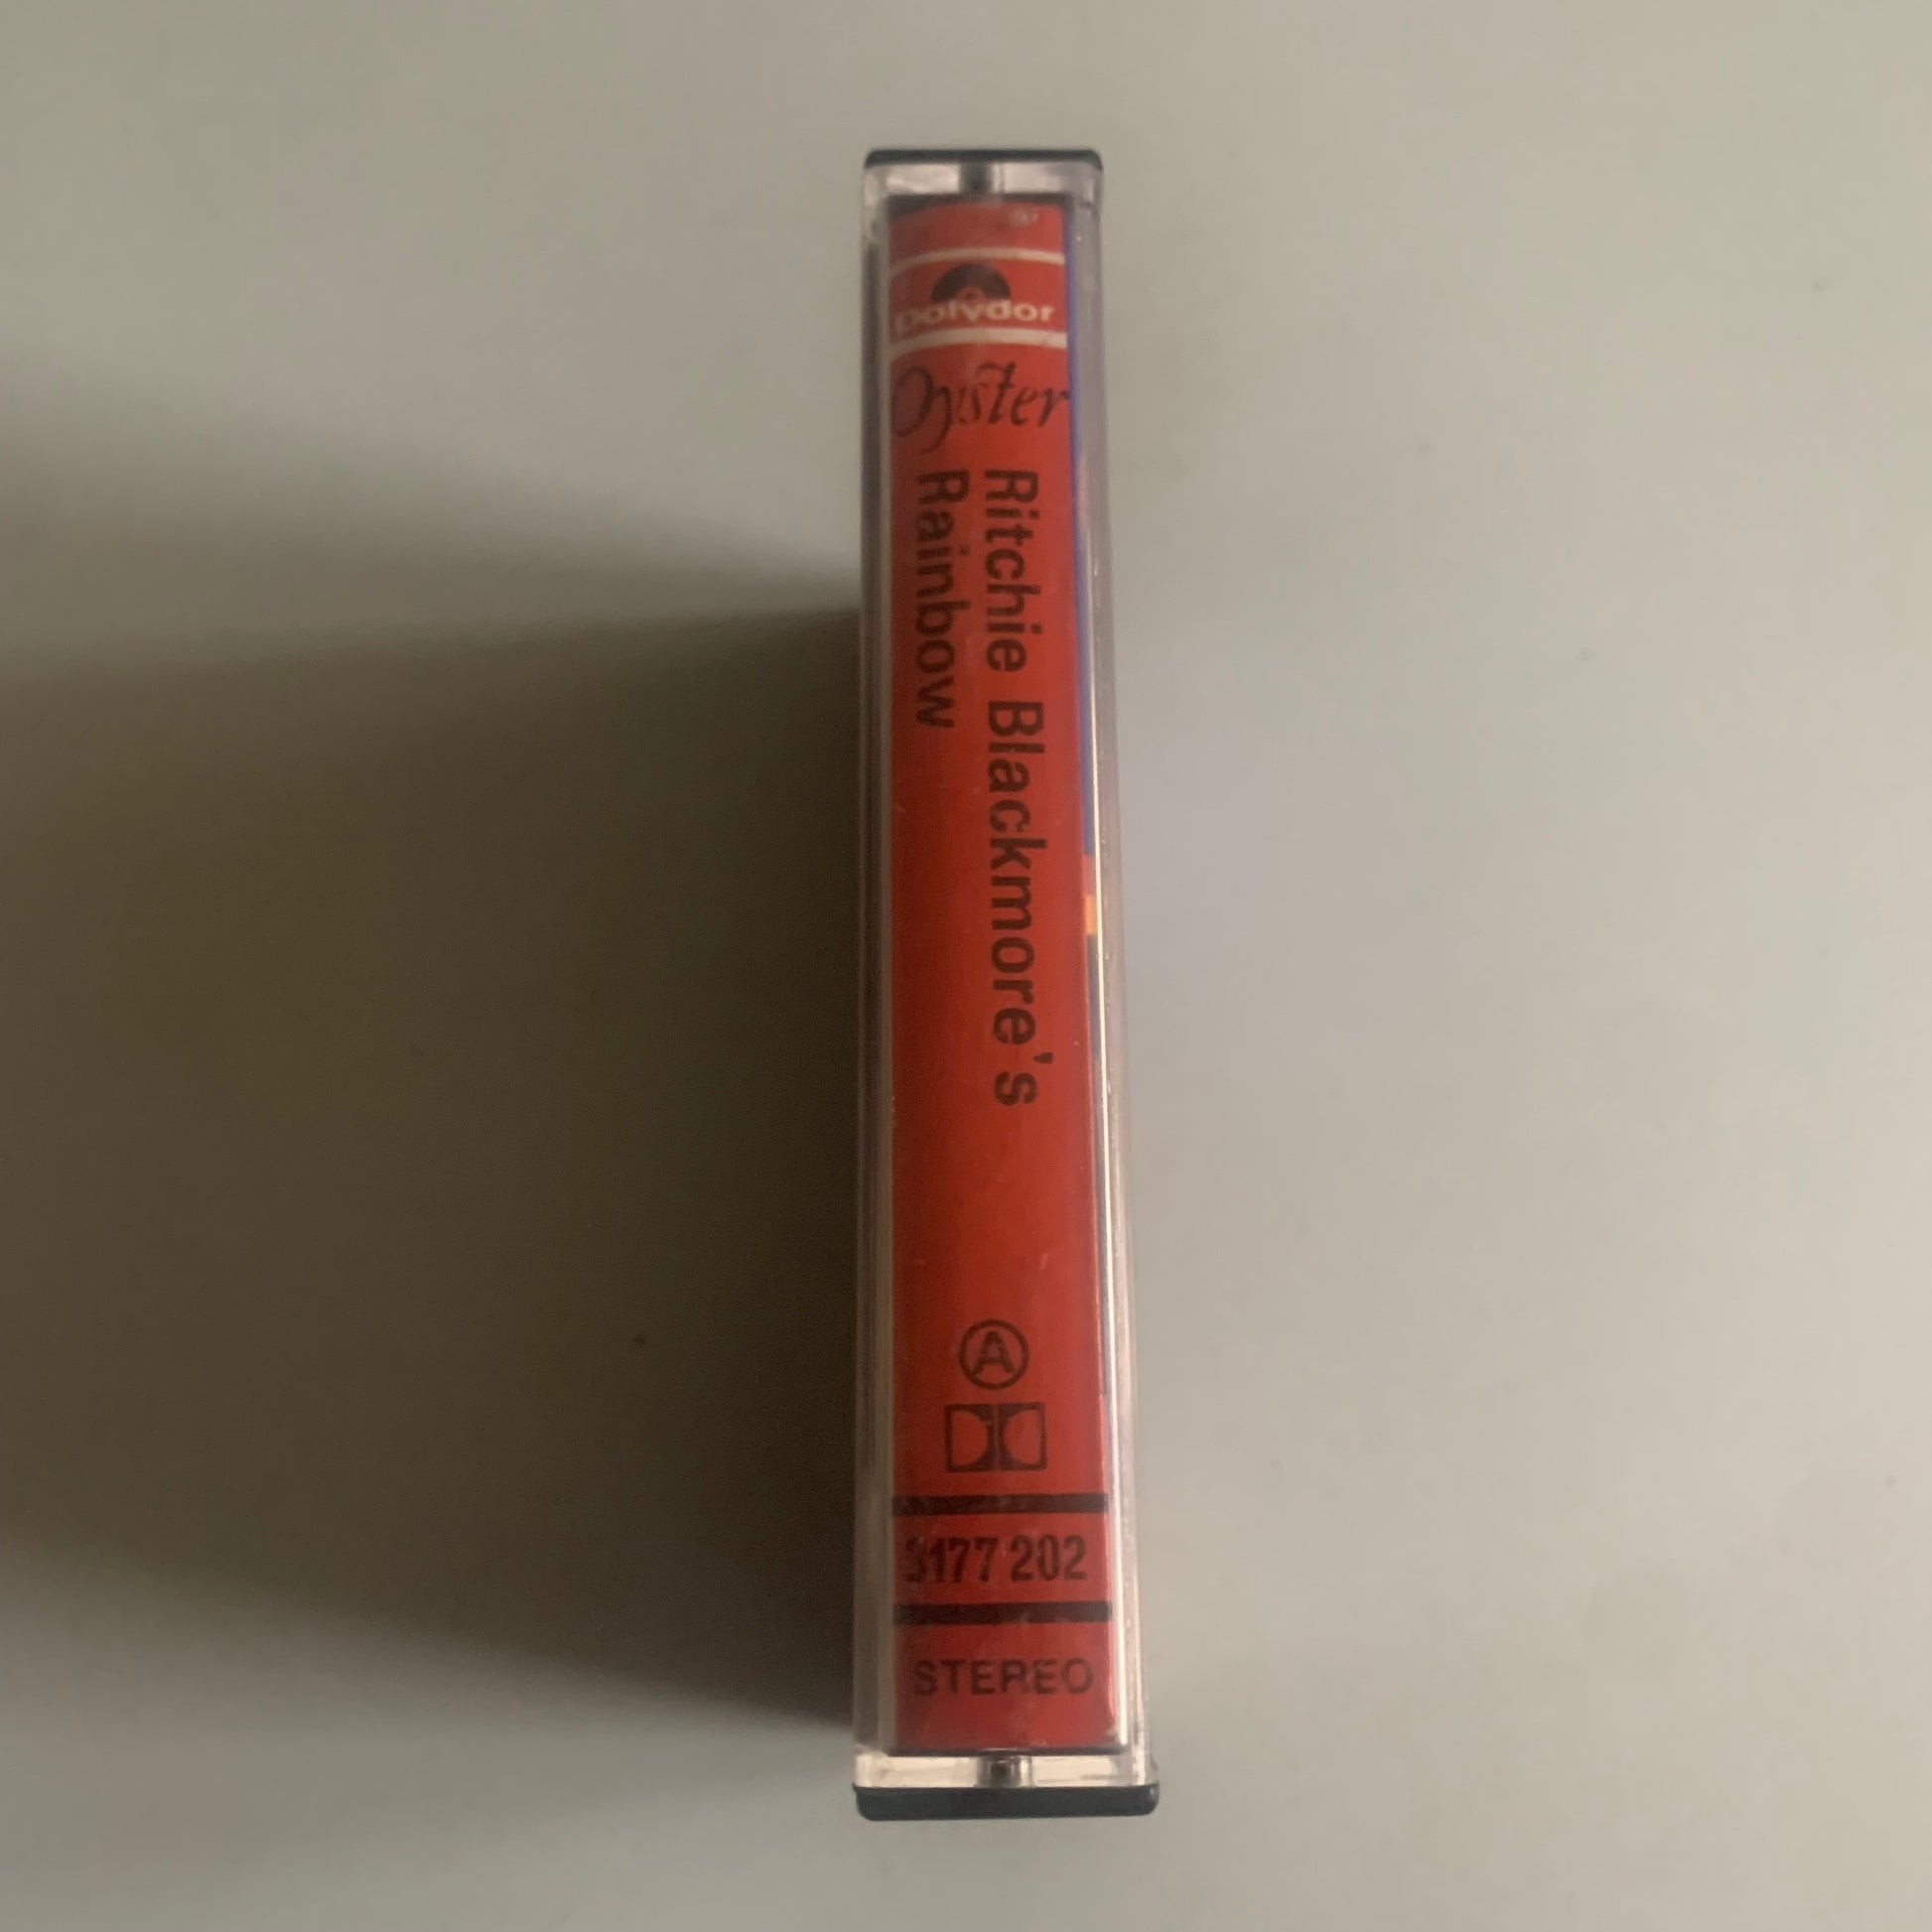 polydor
Oyster
Ritchie Blackmore's
Rainbow
A
3177 202
STEREO